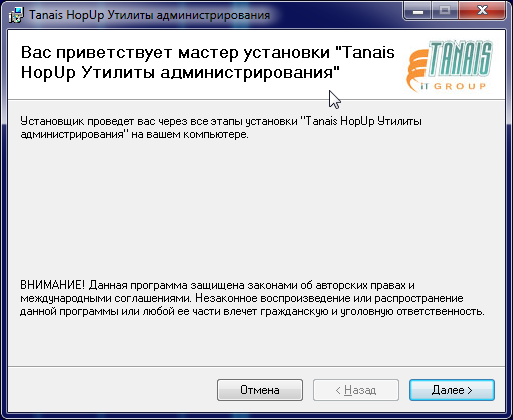 Tanais HopUp Утилиты администрирования
Вас приветствует мастер установки "Tanais
HopUp Утилиты администрирования"
TANAIS
iT GROUP
Установщик проведет вас через все этапы установки "Tanais HopUp Утилиты
администрирования" на вашем компьютере.
ВНИМАНИЕ! Данная программа защищена законами об авторских правах и
международными соглашениями. Незаконное воспроизведение или распространение
данной программы или любой ее части влечет гражданскую и уголовную ответственность.
Отмена
< Назад
Далее >